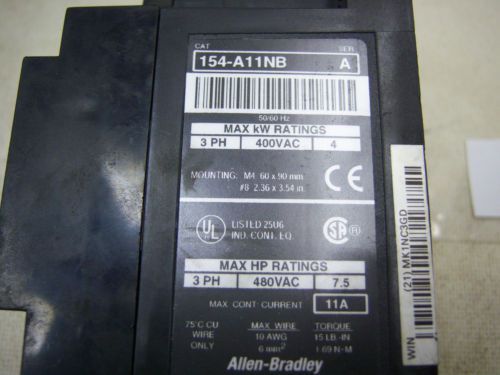 CAT SER
154-A11NB A
50/60 Hz
MAX kW RATINGS
3 PH 400VAC 4
MOUNTING: M4 60 x 90 mm
#8 2.36 x 3.54 in.
CE
UL
LISTED 25U6
IND. CONT. EQ.
SA
MAX HP RATINGS
3 PH 480VAC 7.5
MAX CONT CURRENT 11A
75°C CU MAX WIRE TORQUE
WIRE 10 AWG 15 LB.-IN
ONLY 6 mm² 1.69 N-M
Allen-Bradley
(21) MK1NC3GD
WIN